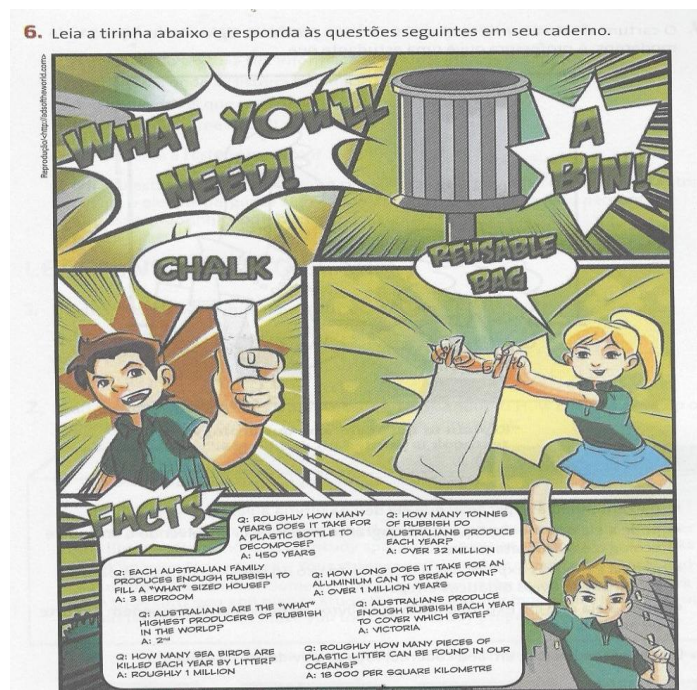 6. Leia a tirinha abaixo e responda às questões seguintes em seu caderno.
Reprodução/<http://adsoftheworld.com>
WHAT YOU'LL
NEED!
A
BIN!
CHALK
REUSABLE
BAG
FACTS
Q: ROUGHLY HOW MANY
YEARS DOES IT TAKE FOR
A PLASTIC BOTTLE TO
DECOMPOSE?
A: 450 YEARS
Q: HOW MANY TONNES
OF RUBBISH DO
AUSTRALIANS PRODUCE
EACH YEAR?
A: OVER 32 MILLION
Q: EACH AUSTRALIAN FAMILY
PRODUCES ENOUGH RUBBISH TO
FILL A "WHAT" SIZED HOUSE?
A: 3 BEDROOM
Q: HOW LONG DOES IT TAKE FOR AN
ALUMINIUM CAN TO BREAK DOWN?
A: OVER 1 MILLION YEARS
Q: AUSTRALIANS ARE THE "WHAT"
HIGHEST PRODUCERS OF RUBBISH
IN THE WORLD?
A: 2ND
Q: AUSTRALIANS PRODUCE
ENOUGH RUBBISH EACH YEAR
TO COVER WHICH STATE?
A: VICTORIA
Q: HOW MANY SEA BIRDS ARE
KILLED EACH YEAR BY LITTER?
A: ROUGHLY 1 MILLION
Q: ROUGHLY HOW MANY PIECES OF
PLASTIC LITTER CAN BE FOUND IN OUR
OCEANS?
A: 18 000 PER SQUARE KILOMETRE